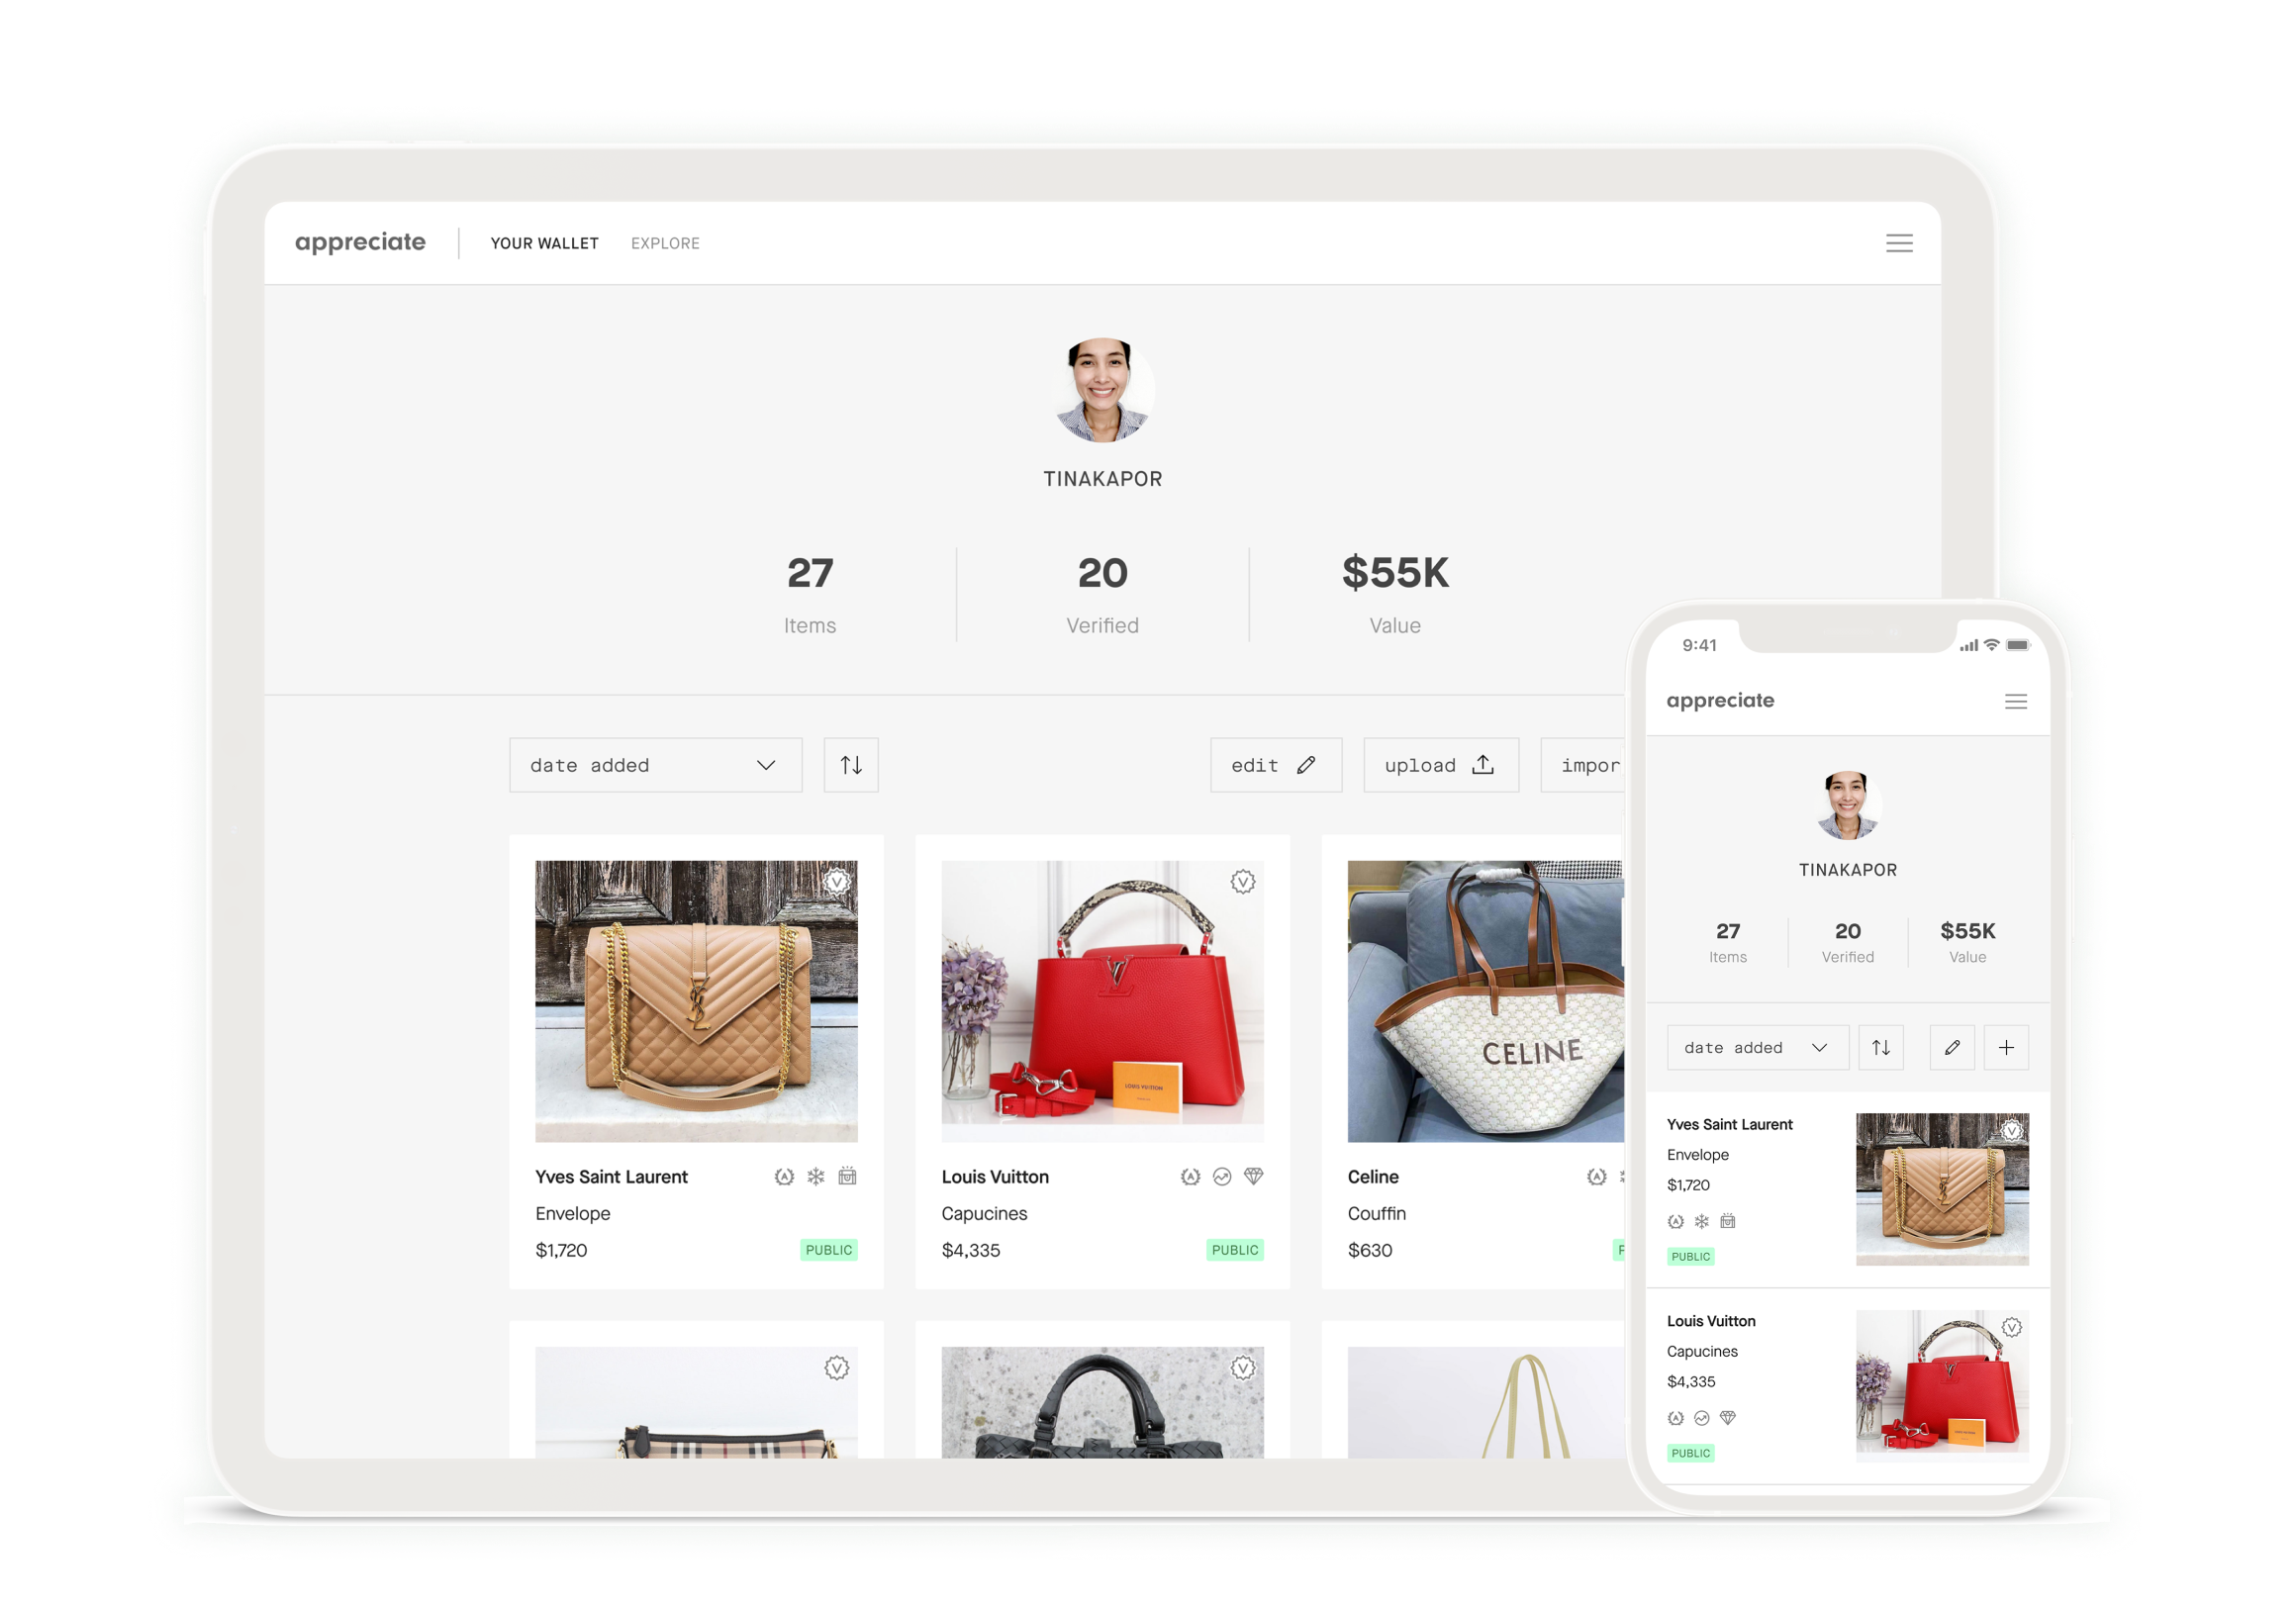 appreciate
YOUR WALLET EXPLORE
TINAKAPOR
27 20 $55K
Items Verified Value
date added
edit upload impor
CELINE
LOUIS VUITTON
Yves Saint Laurent Louis Vuitton Celine
Envelope Capucines Couffin
$1,720 PUBLIC $4,335 PUBLIC $630
9:41
appreciate
TINAKAPOR
27 20 $55K
Items Verified Value
date added
Yves Saint Laurent
Envelope
$1,720
PUBLIC
Louis Vuitton
Capucines
$4,335
PUBLIC